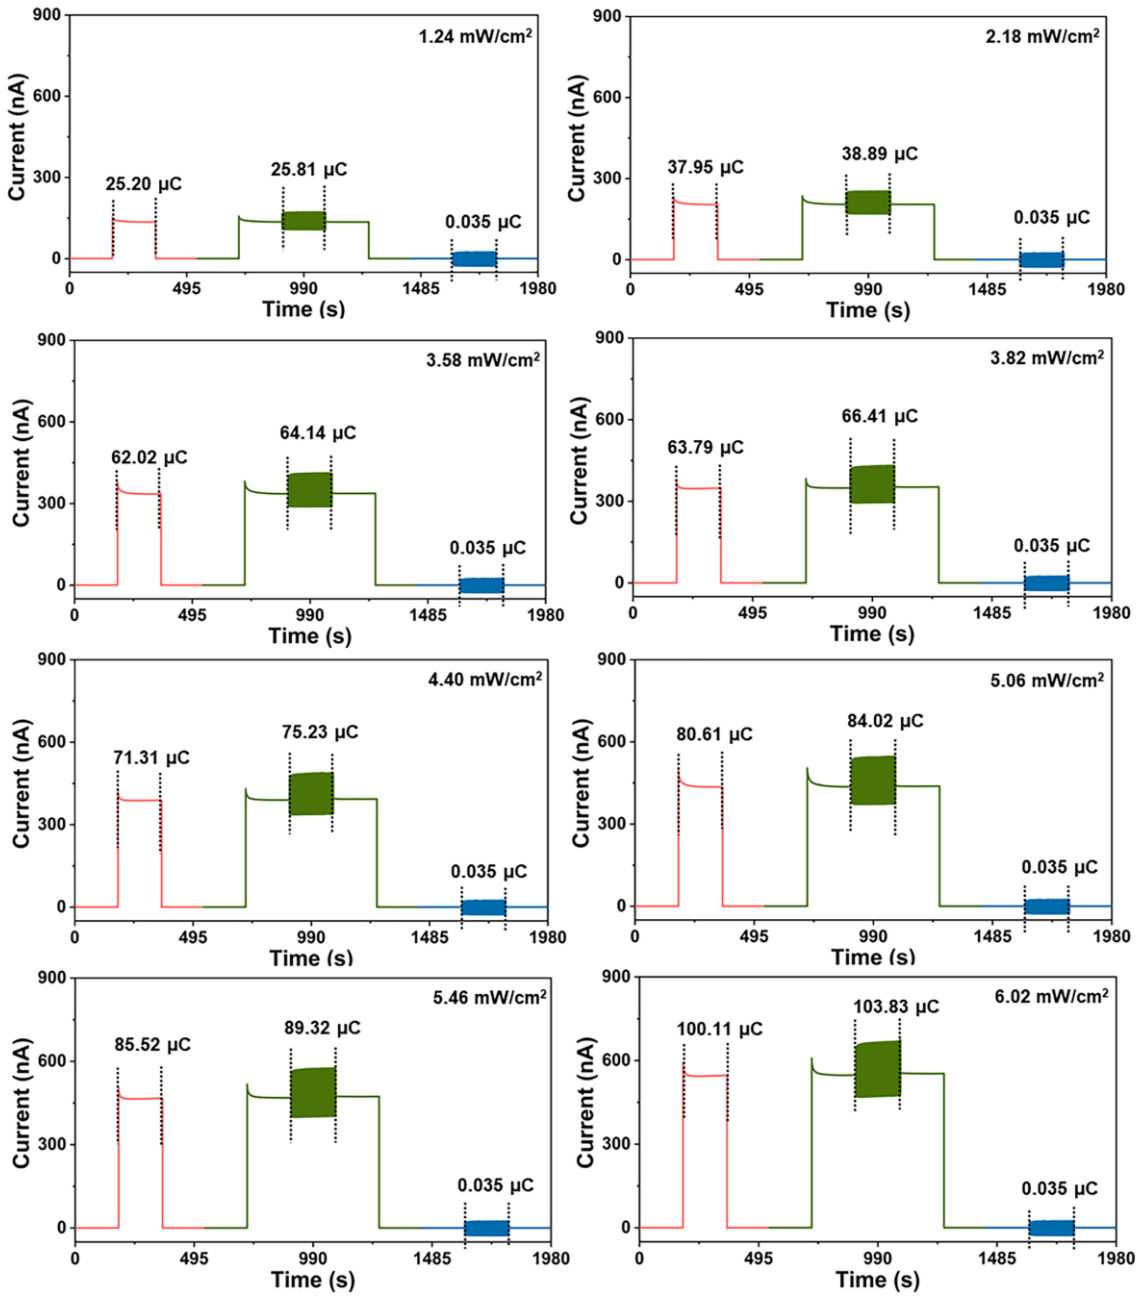 900
600
300
0
Current (nA)
1.24 mW/cm²
25.20 µC
25.81 µC
0.035 µC
0
495
990
1485
1980
Time (s)
900
600
300
0
Current (nA)
2.18 mW/cm²
37.95 µC
38.89 µC
0.035 µC
0
495
990
1485
1980
Time (s)
900
600
300
0
Current (nA)
3.58 mW/cm²
62.02 µC
64.14 µC
0.035 µC
0
495
990
1485
1980
Time (s)
900
600
300
0
Current (nA)
3.82 mW/cm²
63.79 µC
66.41 µC
0.035 µC
0
495
990
1485
1980
Time (s)
900
600
300
0
Current (nA)
4.40 mW/cm²
71.31 µC
75.23 µC
0.035 µC
0
495
990
1485
1980
Time (s)
900
600
300
0
Current (nA)
5.06 mW/cm²
80.61 µC
84.02 µC
0.035 µC
0
495
990
1485
1980
Time (s)
900
600
300
0
Current (nA)
5.46 mW/cm²
85.52 µC
89.32 µC
0.035 µC
0
495
990
1485
1980
Time (s)
900
600
300
0
Current (nA)
6.02 mW/cm²
100.11 µC
103.83 µC
0.035 µC
0
495
990
1485
1980
Time (s)